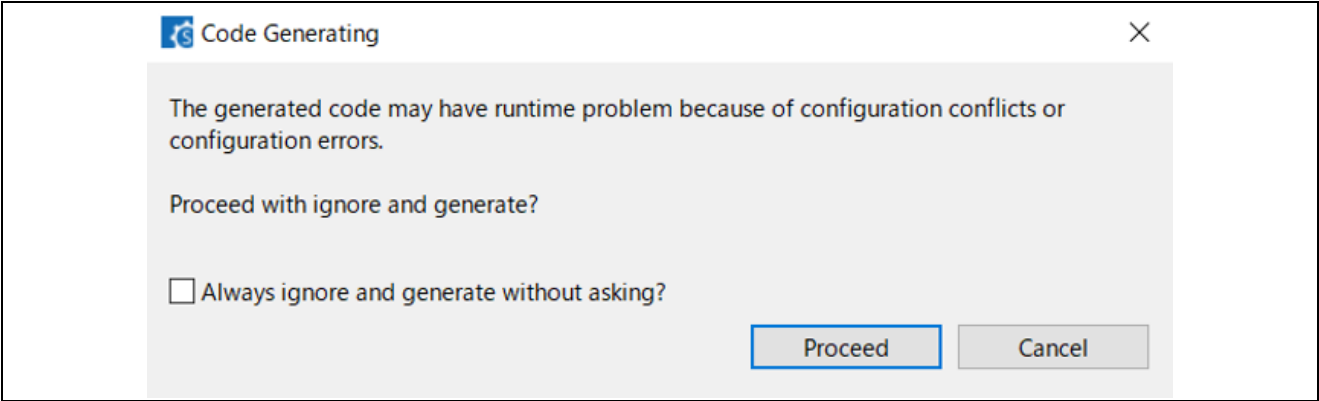 Code Generating
The generated code may have runtime problem because of configuration conflicts or
configuration errors.
Proceed with ignore and generate?
Always ignore and generate without asking?
Proceed
Cancel